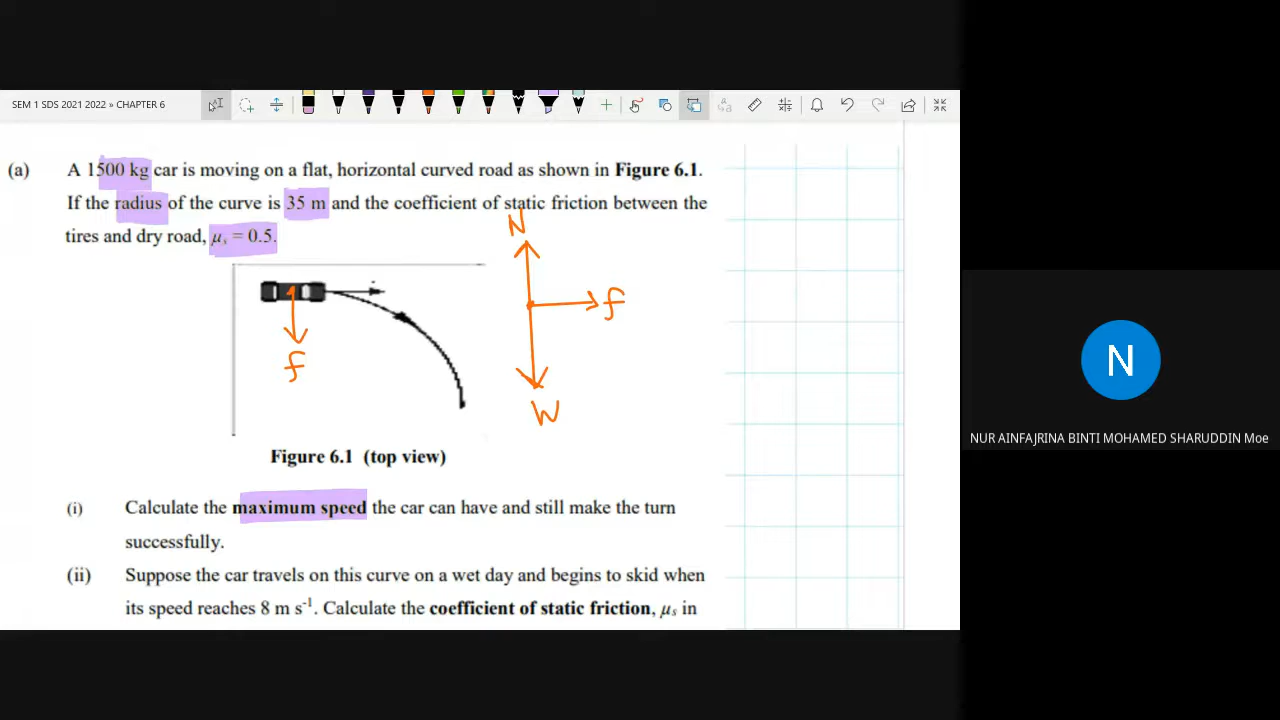 SEM 1 SDS 2021 2022 » CHAPTER 6
(a) A 1500 kg car is moving on a flat, horizontal curved road as shown in Figure 6.1.
If the radius of the curve is 35 m and the coefficient of static friction between the
tires and dry road, μs = 0.5.
N
f
f
W
Figure 6.1 (top view)
N
NUR AINFAJRINA BINTI MOHAMED SHARUDDIN Moe
(i) Calculate the maximum speed the car can have and still make the turn
successfully.
(ii) Suppose the car travels on this curve on a wet day and begins to skid when
its speed reaches 8 m s-1. Calculate the coefficient of static friction, μs in